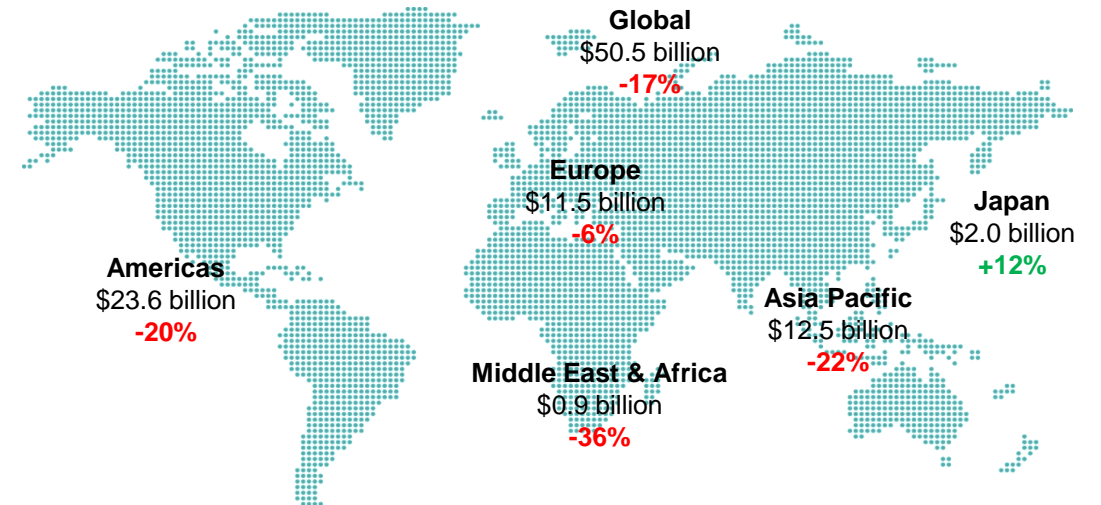 Global
$50.5 billion
-17%
Europe
$11.5 billion
-6%
Japan
$2.0 billion
+12%
Americas
$23.6 billion
-20%
Asia Pacific
$12.5 billion
-22%
Middle East & Africa
$0.9 billion
-36%